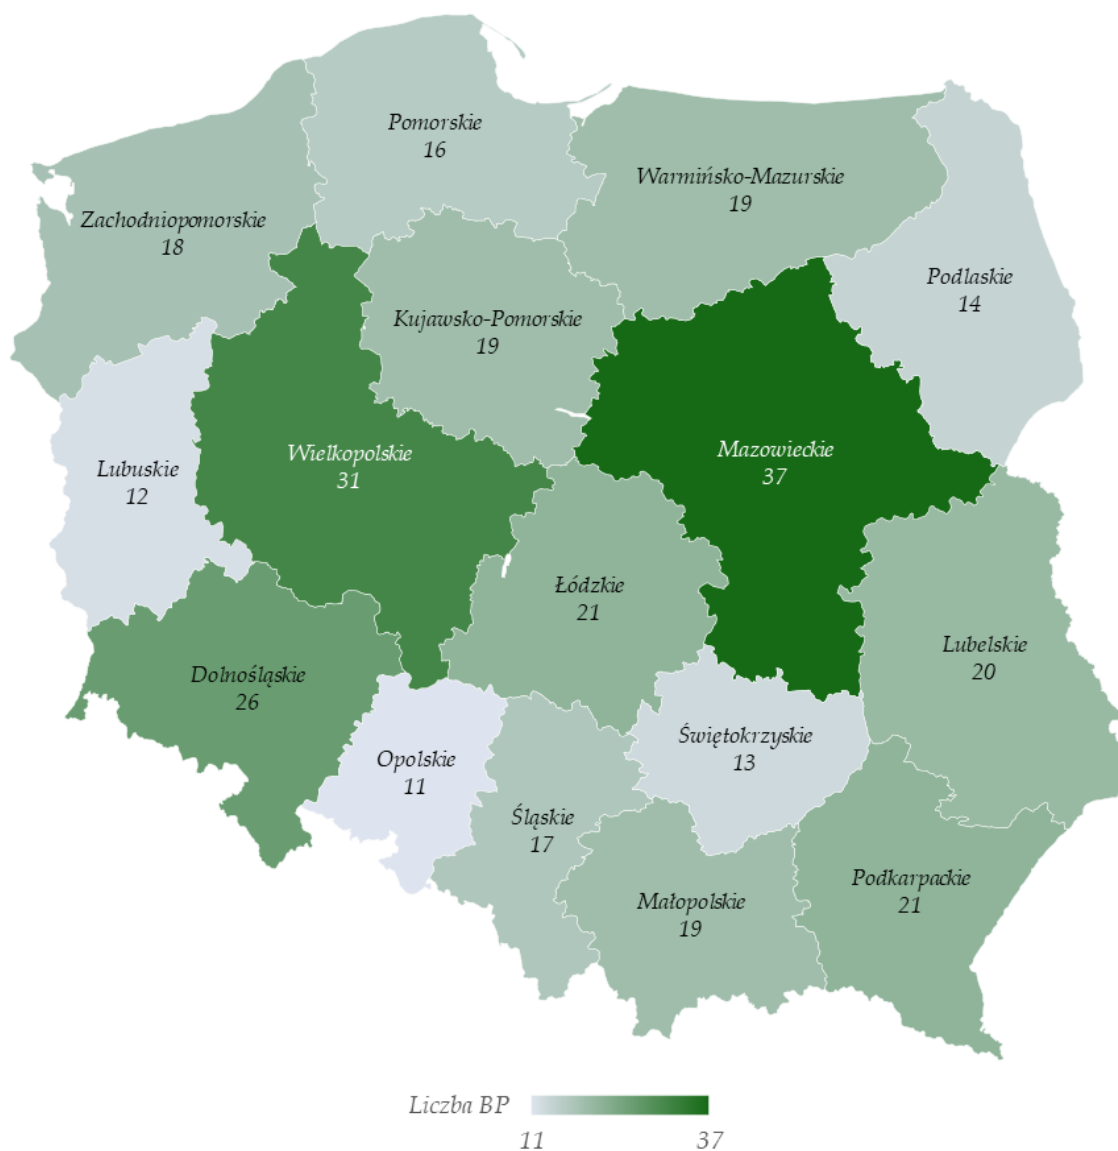 Pomorskie
16
Warmińsko-Mazurskie
19
Zachodniopomorskie
18
Podlaskie
14
Kujawsko-Pomorskie
19
Mazowieckie
37
Wielkopolskie
31
Lubuskie
12
Łódzkie
21
Lubelskie
20
Dolnośląskie
26
Świętokrzyskie
13
Opolskie
11
Śląskie
17
Podkarpackie
21
Małopolskie
19
Liczba BP
11 37